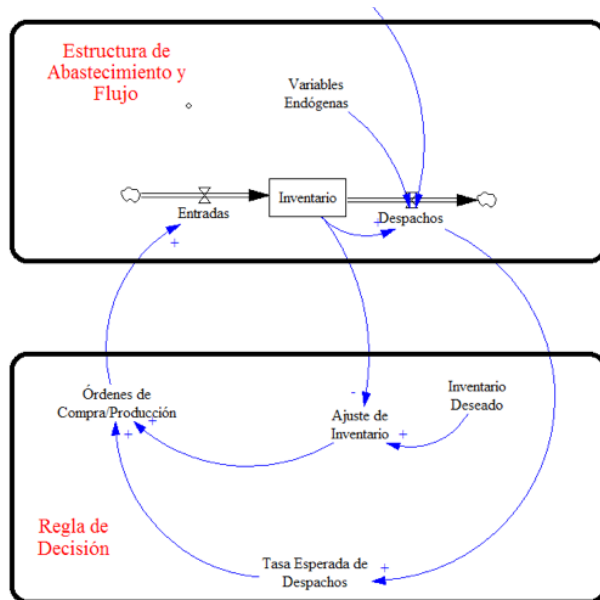 Estructura de
Abastecimiento y
Flujo
Variables
Endógenas
Entradas
Inventario
+
Despachos
+
-
Órdenes de
Compra/Producción
+
+
Ajuste de
Inventario
+
Inventario
Deseado
Regla de
Decisión
Tasa Esperada de
Despachos
+